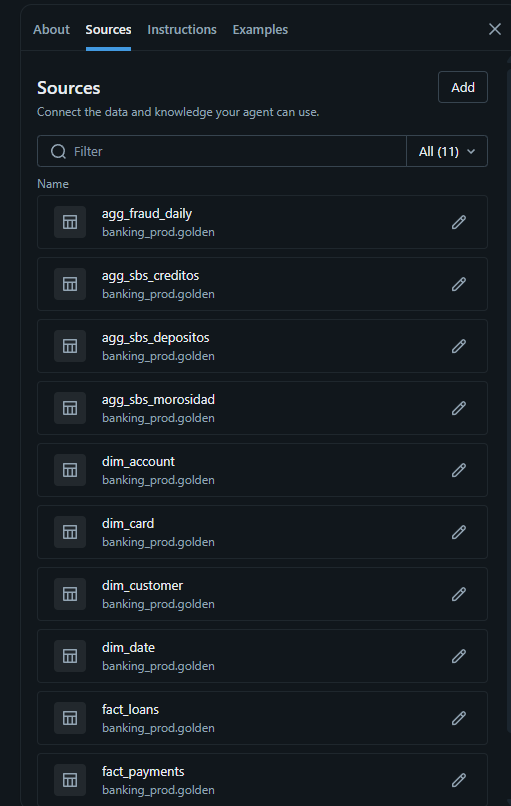 About Sources Instructions Examples
Sources
Add
Connect the data and knowledge your agent can use.
Filter
All (11)
Name
agg_fraud_daily
banking_prod.golden
agg_sbs_creditos
banking_prod.golden
agg_sbs_depositos
banking_prod.golden
agg_sbs_morosidad
banking_prod.golden
dim_account
banking_prod.golden
dim_card
banking_prod.golden
dim_customer
banking_prod.golden
dim_date
banking_prod.golden
fact_loans
banking_prod.golden
fact_payments
banking_prod.golden